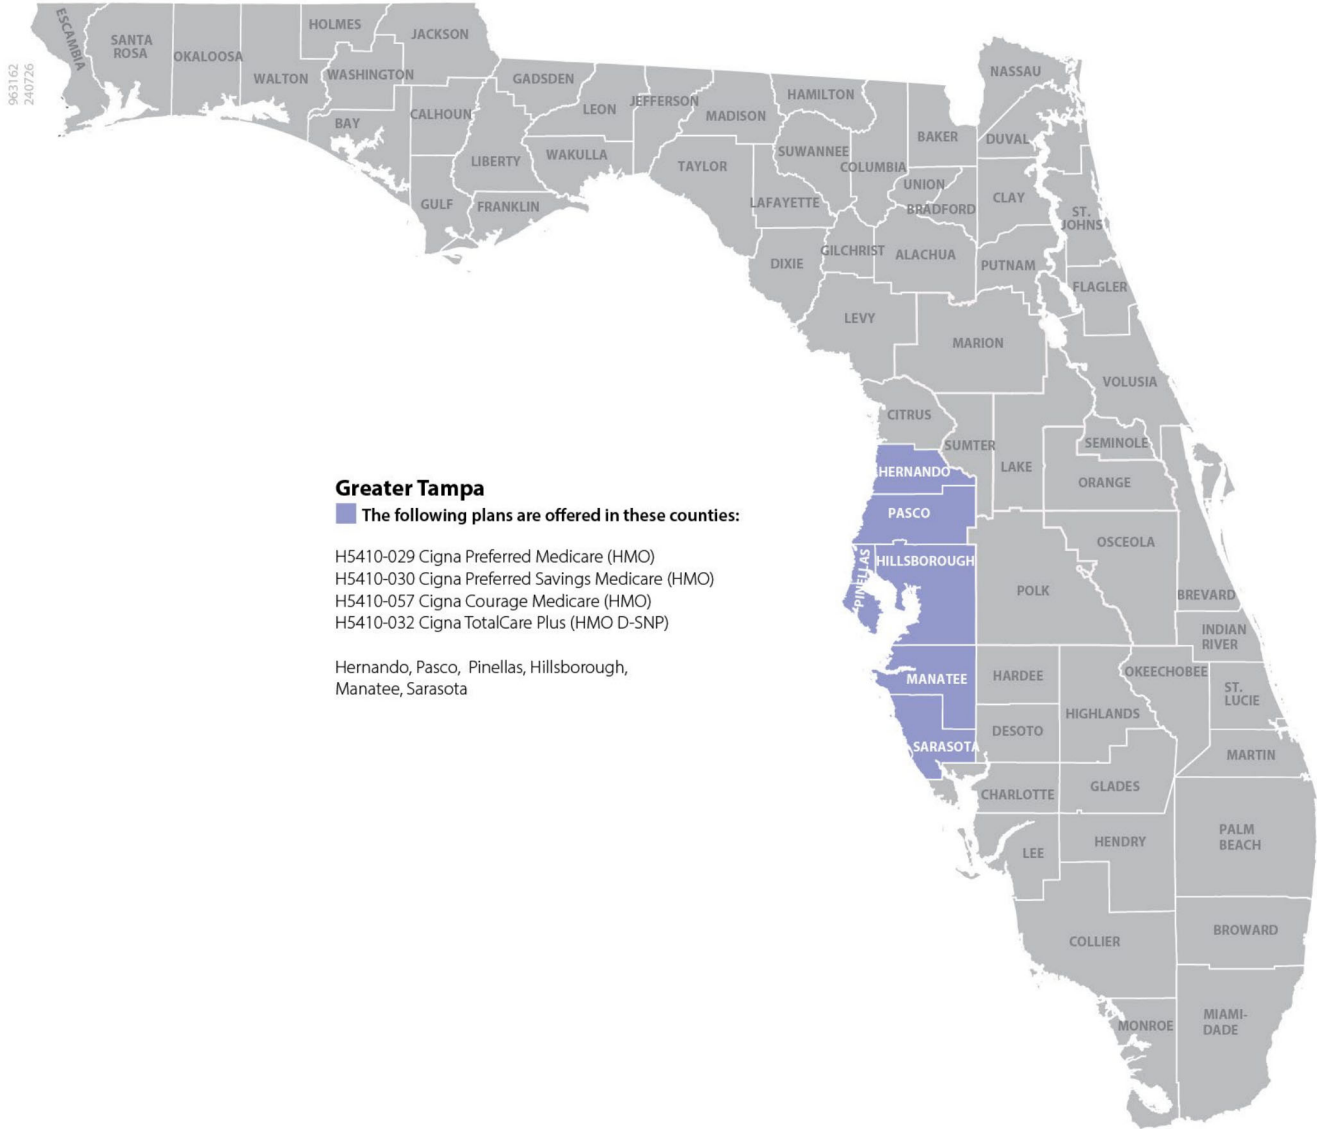 963162
240726
ESCAMBIA
SANTA
ROSA
OKALOOSA
WALTON
HOLMES
WASHINGTON
JACKSON
BAY
CALHOUN
GULF
GADSDEN
LIBERTY
FRANKLIN
LEON
WAKULLA
JEFFERSON
MADISON
TAYLOR
HAMILTON
SUWANNEE
LAFAYETTE
DIXIE
COLUMBIA
GILCHRIST
BAKER
UNION
BRADFORD
ALACHUA
NASSAU
DUVAL
CLAY
ST.
JOHNS
PUTNAM
FLAGLER
LEVY
MARION
VOLUSIA
CITRUS
SUMTER
LAKE
SEMINOLE
ORANGE
HERNANDO
PASCO
PINELLAS
HILLSBOROUGH
POLK
OSCEOLA
BREVARD
INDIAN
RIVER
MANATEE
HARDEE
OKEECHOBEE
ST.
LUCIE
HIGHLANDS
DESOTO
SARASOTA
MARTIN
CHARLOTTE
GLADES
LEE
HENDRY
PALM
BEACH
COLLIER
BROWARD
MONROE
MIAMI-
DADE
Greater Tampa
The following plans are offered in these counties:
H5410-029 Cigna Preferred Medicare (HMO)
H5410-030 Cigna Preferred Savings Medicare (HMO)
H5410-057 Cigna Courage Medicare (HMO)
H5410-032 Cigna TotalCare Plus (HMO D-SNP)
Hernando, Pasco, Pinellas, Hillsborough,
Manatee, Sarasota